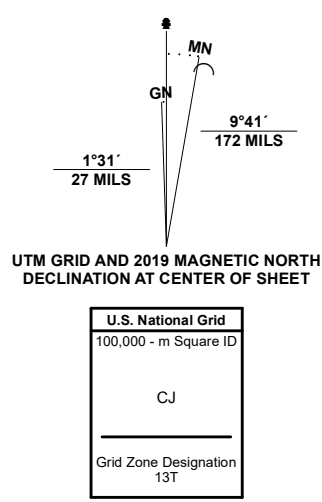 MN
GN
9°41´
172 MILS
1°31´
27 MILS
UTM GRID AND 2019 MAGNETIC NORTH
DECLINATION AT CENTER OF SHEET
U.S. National Grid
100,000 - m Square ID
CJ
Grid Zone Designation
13T